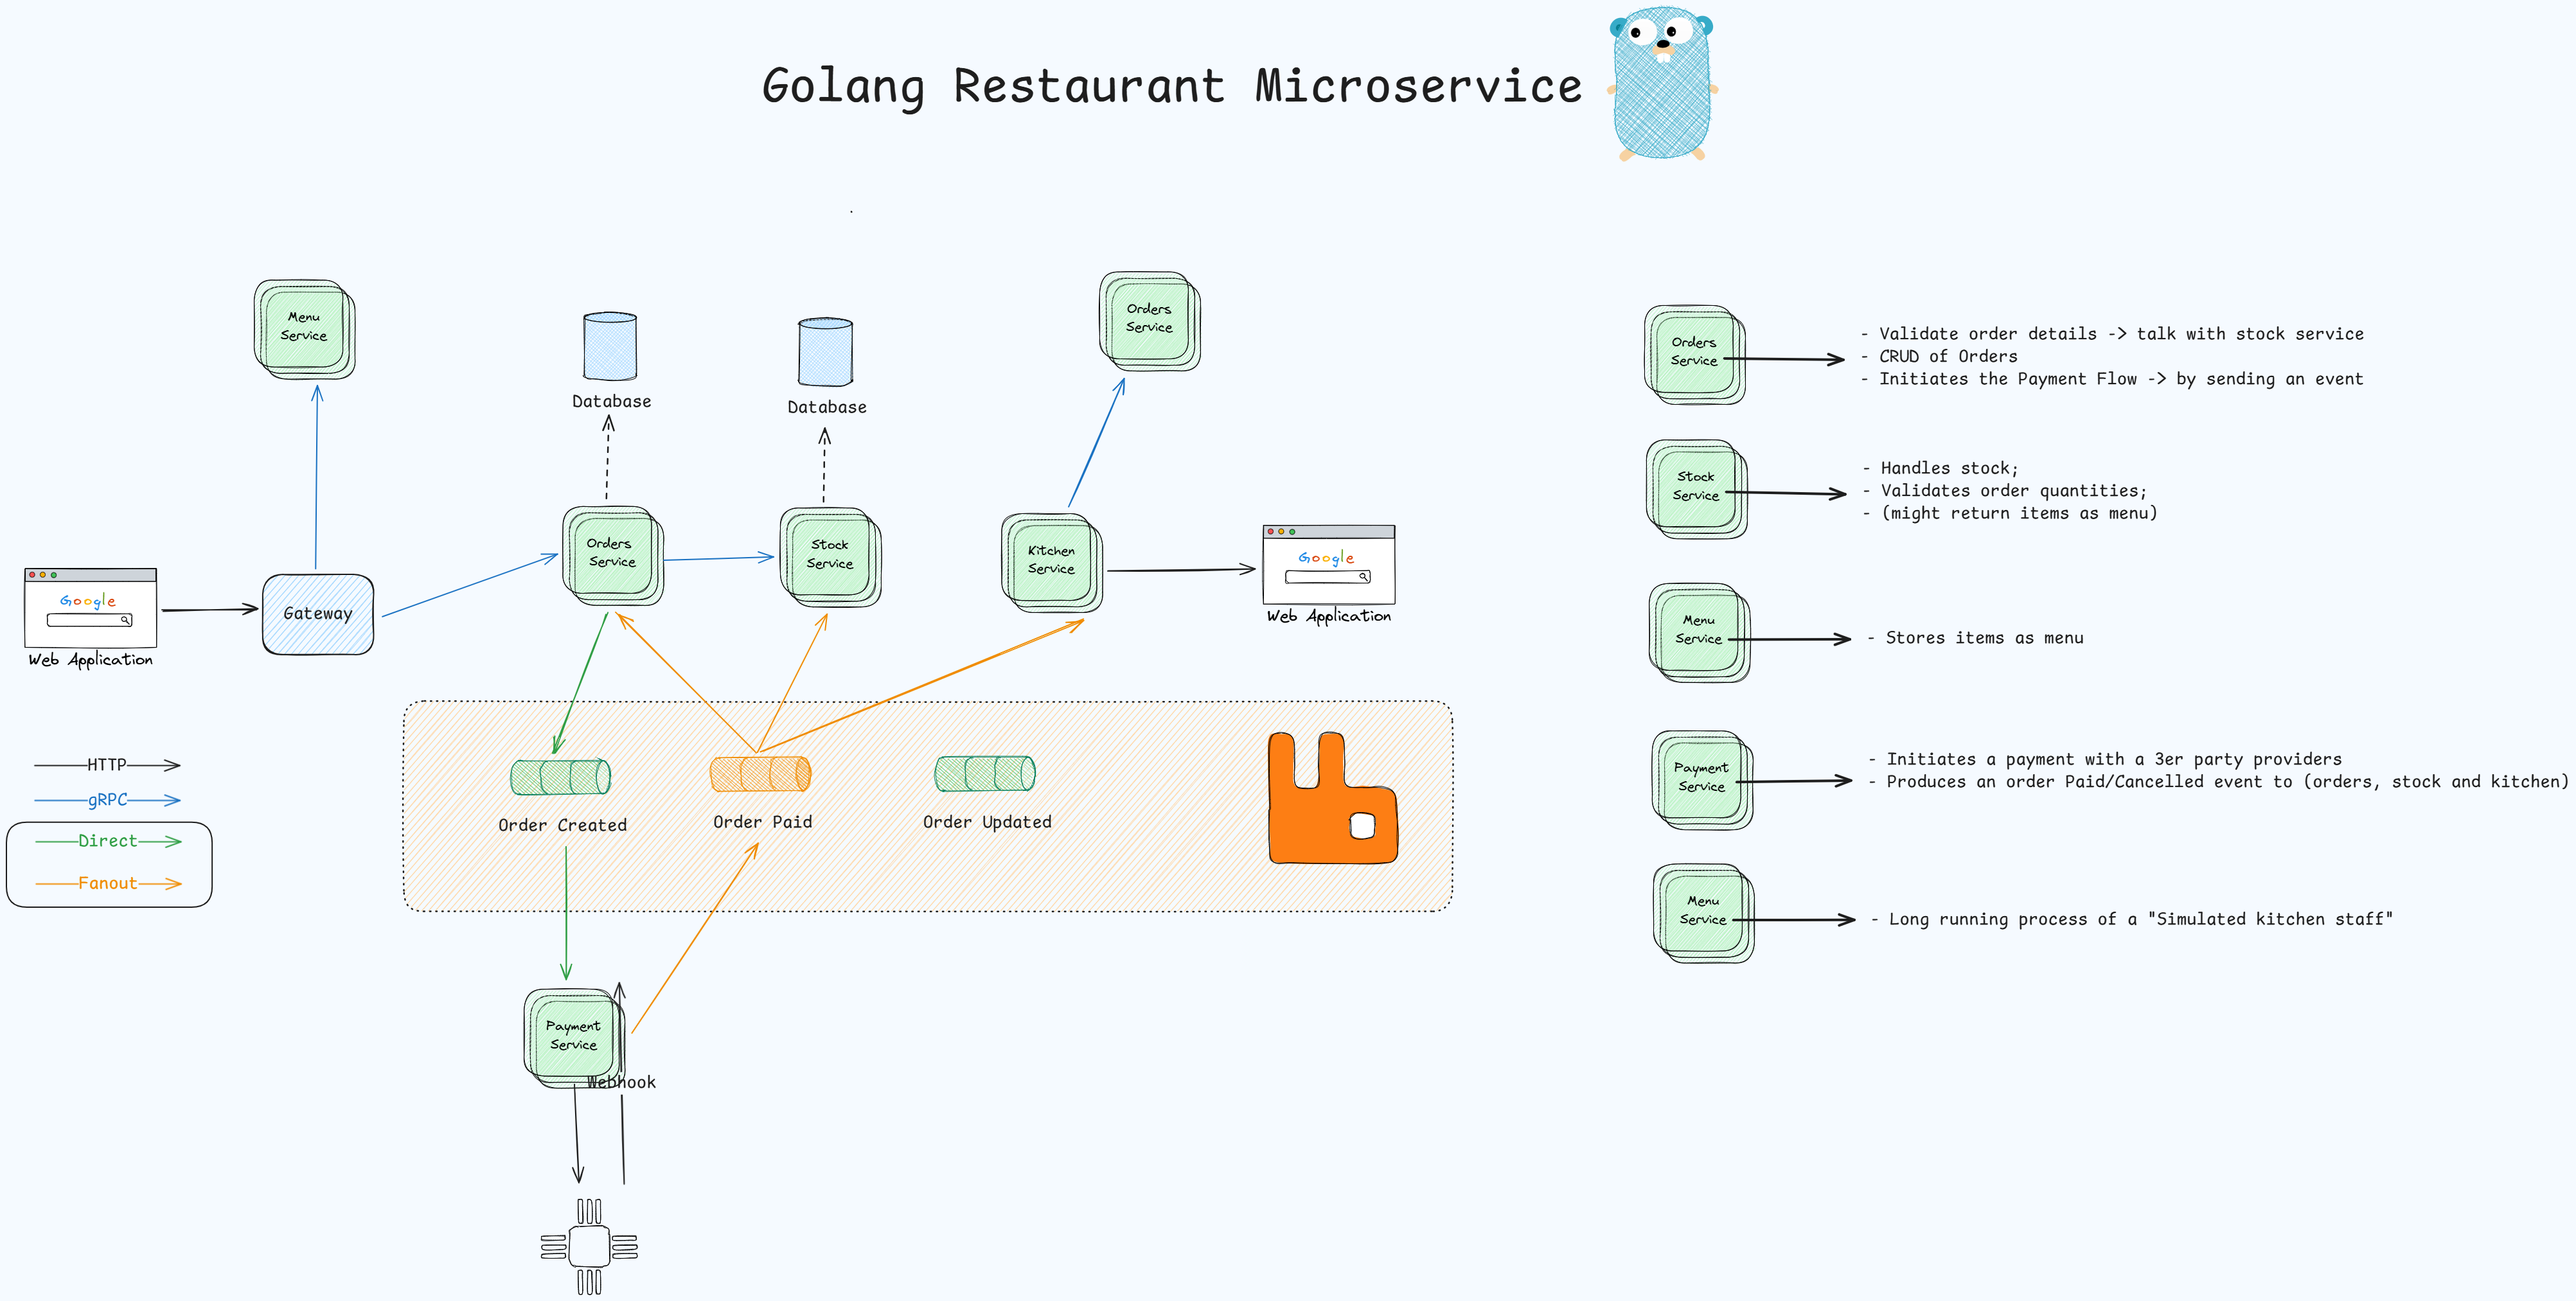 Golang Restaurant Microservice
Menu
Service
Database
Database
Orders
Service
Orders
Service
Stock
Service
Kitchen
Service
Google
Web Application
Gateway
Google
Web Application
HTTP
gRPC
Direct
Fanout
Order Created
Order Paid
Order Updated
Payment
Service
Webhook
Orders
Service
- Validate order details -> talk with stock service
- CRUD of Orders
- Initiates the Payment Flow -> by sending an event
Stock
Service
- Handles stock;
- Validates order quantities;
- (might return items as menu)
Menu
Service
- Stores items as menu
Payment
Service
- Initiates a payment with a 3er party providers
- Produces an order Paid/Cancelled event to (orders, stock and kitchen)
Menu
Service
- Long running process of a "Simulated kitchen staff"